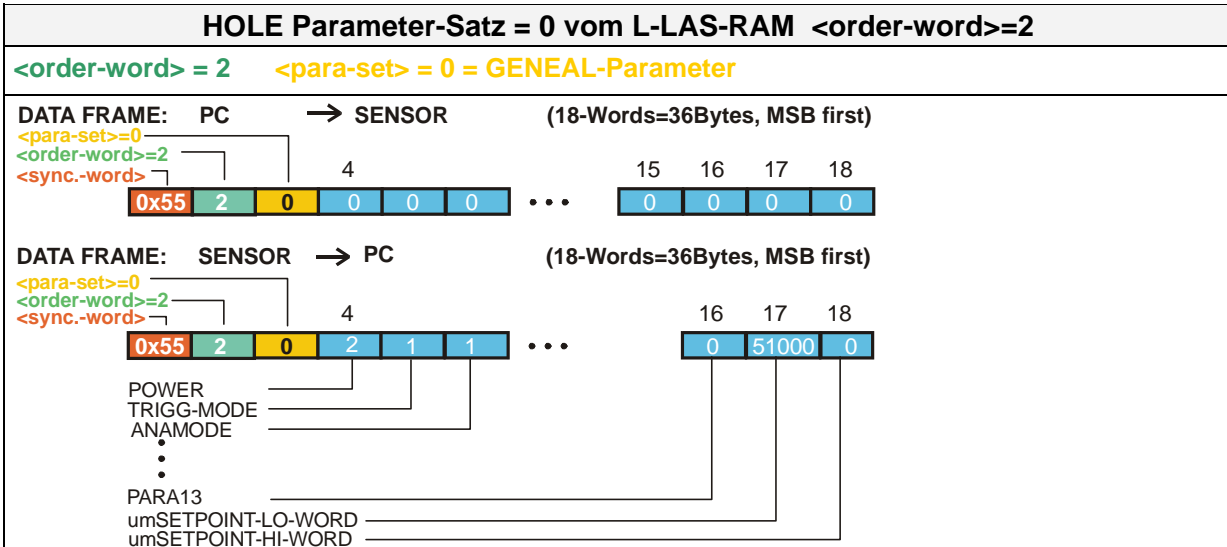 HOLE Parameter-Satz = 0 vom L-LAS-RAM <order-word>=2
<order-word> = 2 <para-set> = 0 = GENEAL-Parameter
DATA FRAME: PC → SENSOR (18-Words=36Bytes, MSB first)
<para-set>=0
<order-word>=2
<sync.-word>
4 15 16 17 18
0x55 2 0 0 0 0 • • • 0 0 0 0
DATA FRAME: SENSOR → PC (18-Words=36Bytes, MSB first)
<para-set>=0
<order-word>=2
<sync.-word>
4 16 17 18
0x55 2 0 2 1 1 • • • 0 51000 0
POWER
TRIGG-MODE
ANAMODE
PARA13
umSETPOINT-LO-WORD
umSETPOINT-HI-WORD